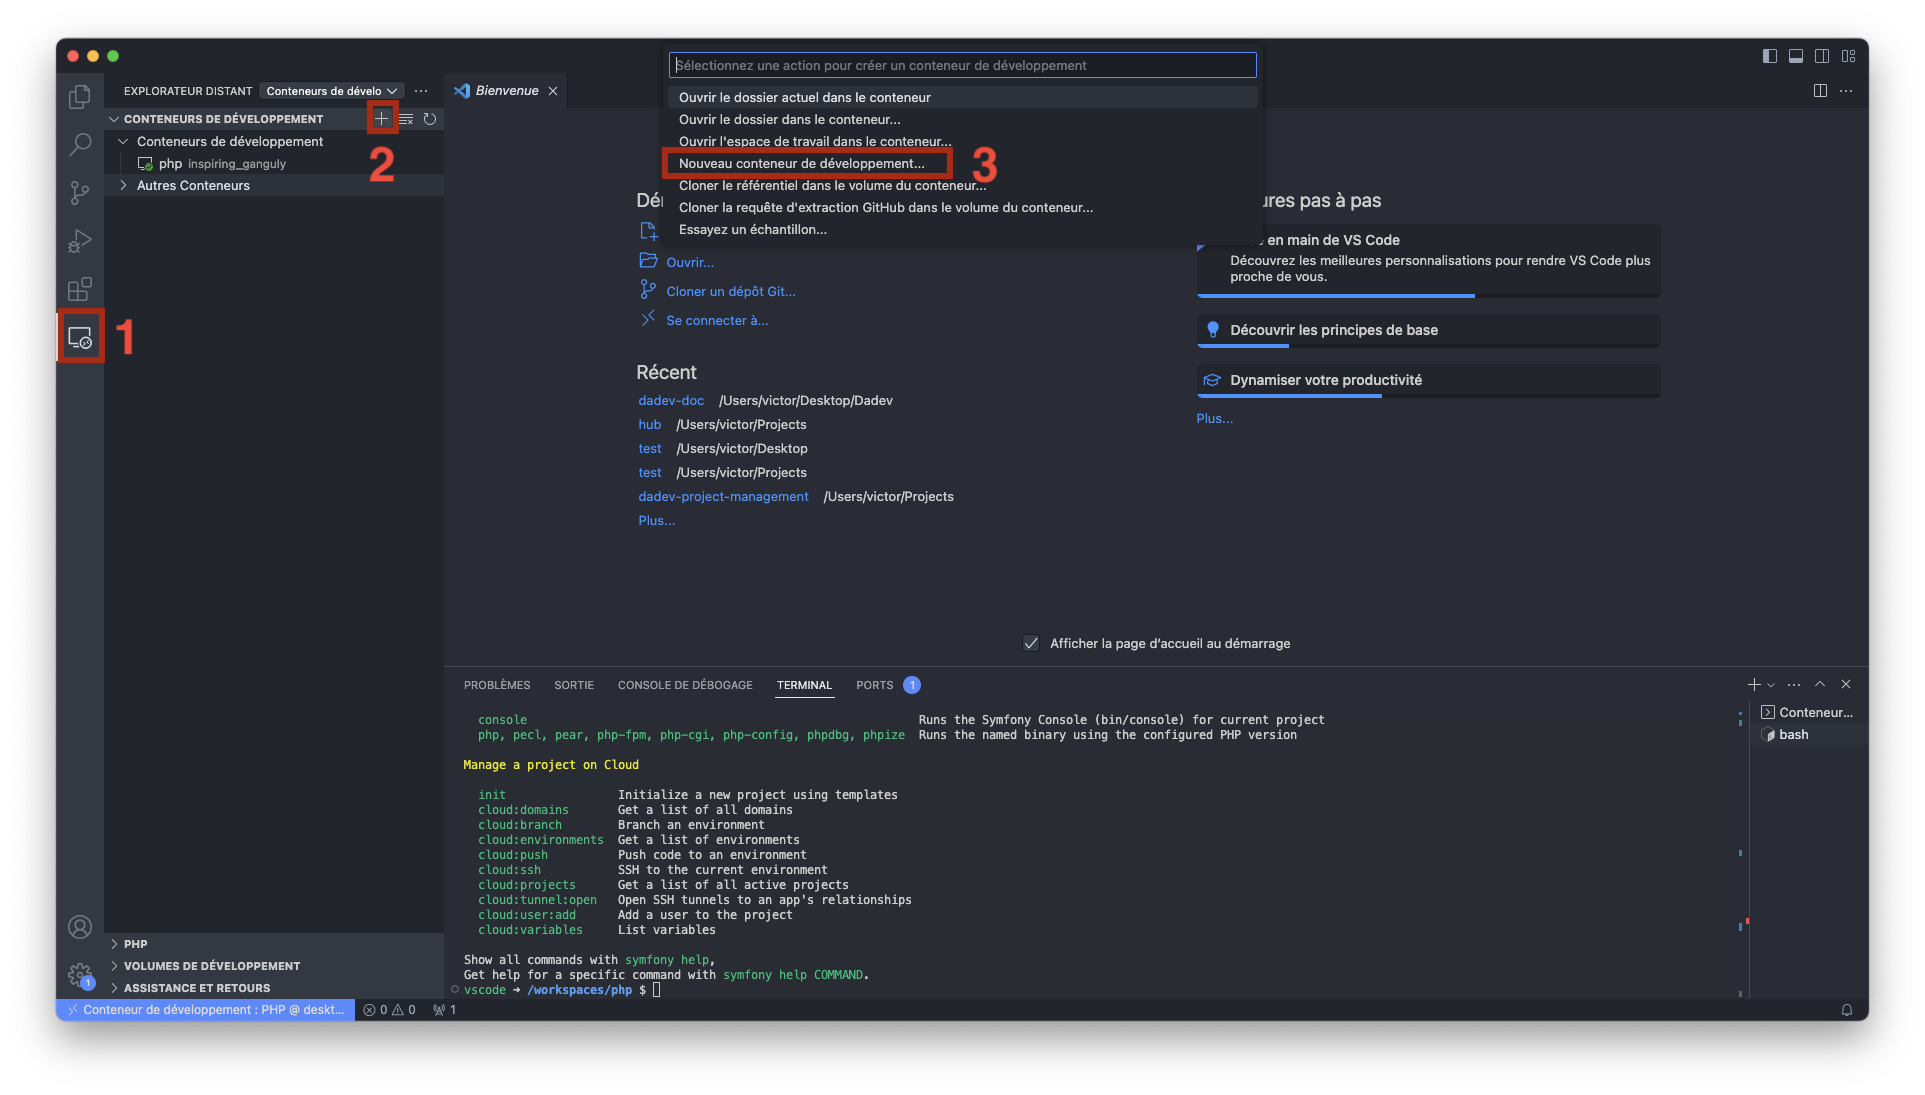 Sélectionnez une action pour créer un conteneur de développement
EXPLORATEUR DISTANT
Conteneurs de dévelo
Bienvenue
CONTENEURS DE DÉVELOPPEMENT
Conteneurs de développement
php inspiring_ganguly
Autres Conteneurs
2
1
Ouvrir le dossier actuel dans le conteneur
Ouvrir le dossier dans le conteneur...
Ouvrir l'espace de travail dans le conteneur...
Nouveau conteneur de développement...
3
Cloner le référentiel dans le volume du conteneur...
Cloner la requête d'extraction GitHub dans le volume du conteneur...
Essayez un échantillon...
Ouvrir...
Cloner un dépôt Git...
Se connecter à...
Récent
dadev-doc /Users/victor/Desktop/Dadev
hub /Users/victor/Projects
test /Users/victor/Desktop
test /Users/victor/Projects
dadev-project-management /Users/victor/Projects
Plus...
pas à pas
en main de VS Code
Découvrez les meilleures personnalisations pour rendre VS Code plus
proche de vous.
Découvrir les principes de base
Dynamiser votre productivité
Plus...
Afficher la page d'accueil au démarrage
PROBLÈMES SORTIE CONSOLE DE DÉBOGAGE TERMINAL PORTS 1
console Runs the Symfony Console (bin/console) for current project
php, pecl, pear, php-fpm, php-cgi, php-config, phpdbg, phpize Runs the named binary using the configured PHP version
Manage a project on Cloud
init Initialize a new project using templates
cloud:domains Get a list of all domains
cloud:branch Branch an environment
cloud:environments Get a list of environments
cloud:push Push code to an environment
cloud:ssh SSH to the current environment
cloud:projects Get a list of all active projects
cloud:tunnel:open Open SSH tunnels to an app's relationships
cloud:user:add Add a user to the project
cloud:variables List variables
Show all commands with symfony help,
Get help for a specific command with symfony help COMMAND.
vscode ➜ /workspaces/php $
Conteneur...
bash
PHP
VOLUMES DE DÉVELOPPEMENT
ASSISTANCE ET RETOURS
1
Conteneur de développement : PHP @ deskt... 0 0 1